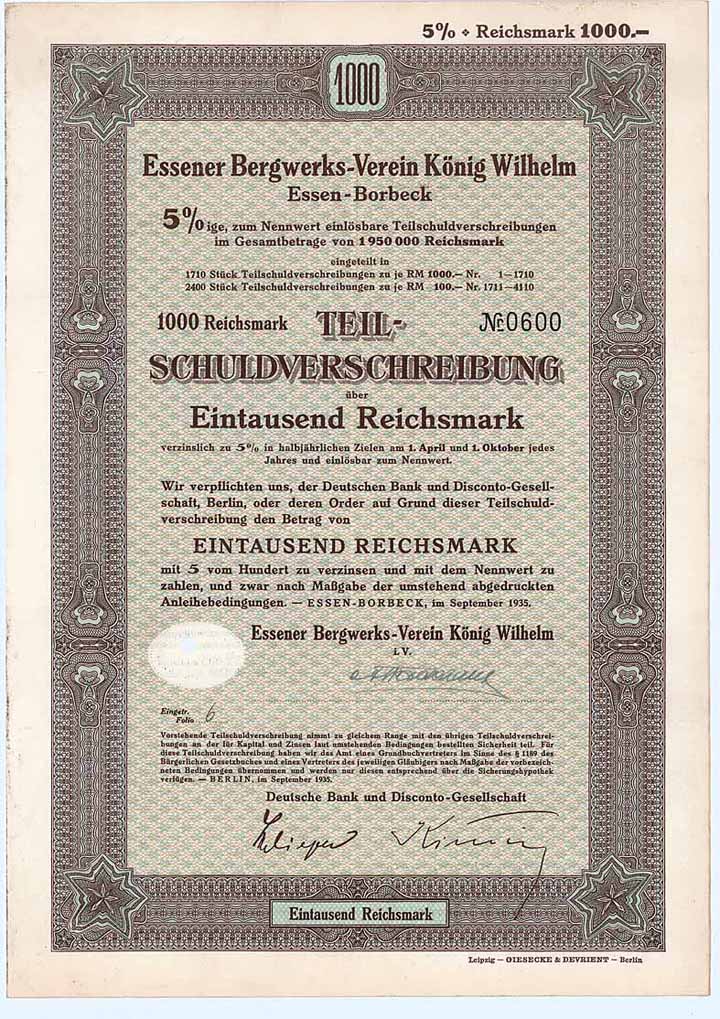 5% + Reichsmark 1000.—
1000
Essener Bergwerks-Verein König Wilhelm
Essen-Borbeck
5%ige, zum Nennwert einlösbare Teilschuldverschreibungen
im Gesamtbetrage von 1 950 000 Reichsmark
eingeteilt in
1710 Stück Teilschuldverschreibungen zu je RM 1000.— Nr. 1—1710
2400 Stück Teilschuldverschreibungen zu je RM 100.— Nr. 1711—4110
1000 Reichsmark TEIL- № 0600
SCHULDVERSCHREIBUNG
über
Eintausend Reichsmark
verzinslich zu 5% in halbjährlichen Zielen am 1. April und 1. Oktober jedes
Jahres und einlösbar zum Nennwert.
Wir verpflichten uns, der Deutschen Bank und Disconto-Gesell-
schaft, Berlin, oder deren Order auf Grund dieser Teilschuld-
verschreibung den Betrag von
EINTAUSEND REICHSMARK
mit 5 vom Hundert zu verzinsen und mit dem Nennwert zu
zahlen, und zwar nach Maßgabe der umstehend abgedruckten
Anleihebedingungen. — ESSEN-BORBECK, im September 1935.
Essener Bergwerks-Verein König Wilhelm
i. V.
Eingetr.
Folio 6
Vorstehende Teilschuldverschreibung nimmt zu gleichem Range mit den übrigen Teilschuldverschrei-
bungen an der für Kapital und Zinsen laut umstehenden Bedingungen bestellten Sicherheit teil. Für
diese Teilschuldverschreibung haben wir das Amt eines Grundbuchvertreters im Sinne des § 1189 des
Bürgerlichen Gesetzbuches und eines Vertreters des jeweiligen Gläubigers nach Maßgabe der vorbezeich-
neten Bedingungen übernommen und werden nur diesen entsprechend über die Sicherungshypothek
verfügen. — BERLIN, im September 1935.
Deutsche Bank und Disconto-Gesellschaft
Eintausend Reichsmark
Leipzig — GIESECKE & DEVRIENT — Berlin